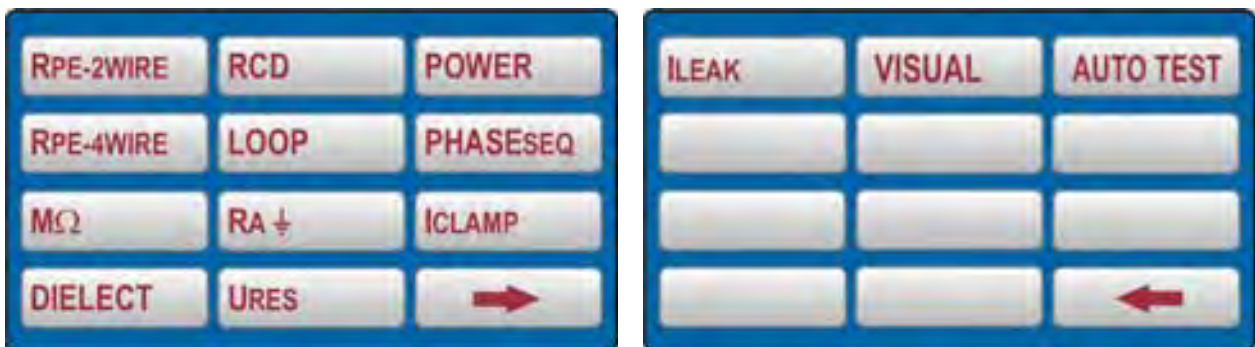 RPE-2WIRE RCD POWER
RPE-4WIRE LOOP PHASESEQ
MΩ RA ⏚ ICLAMP
DIELECT URES ➡
ILEAK VISUAL AUTO TEST
⬅